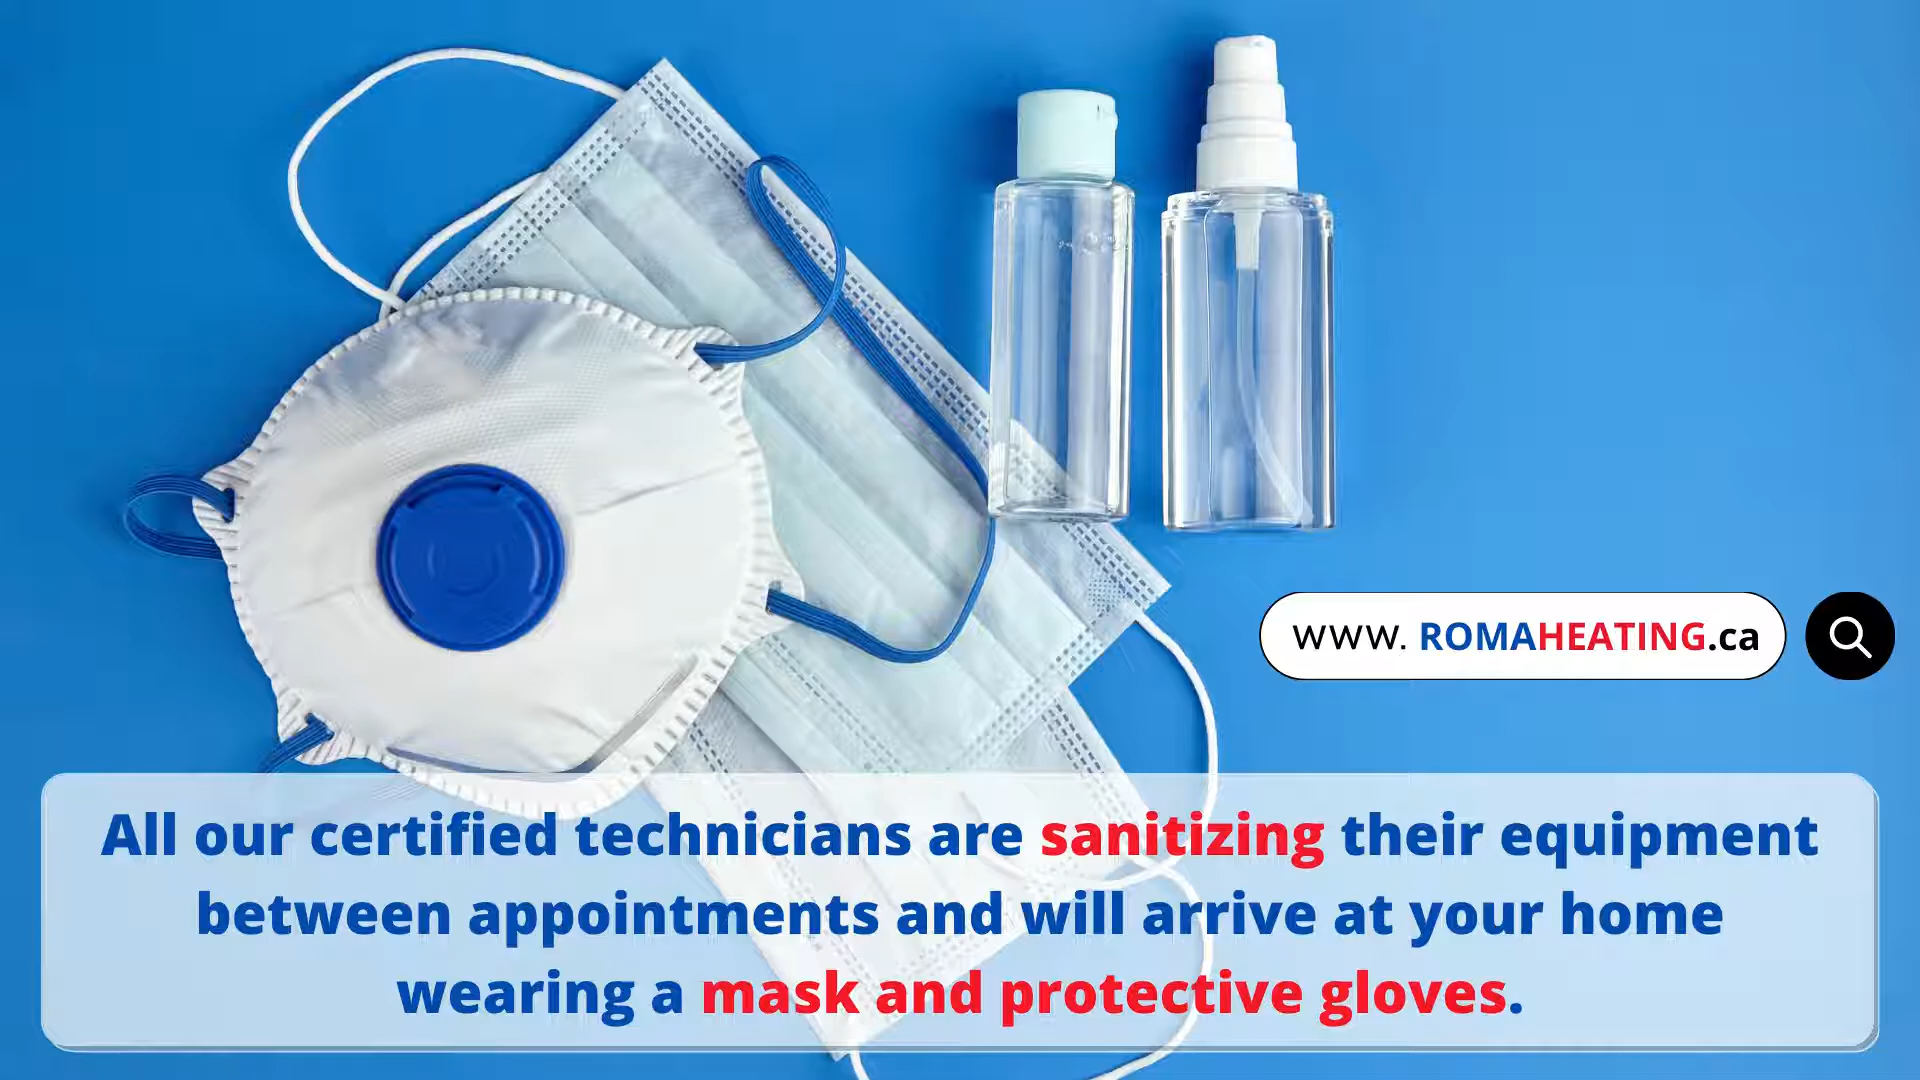 www. ROMAHEATING.ca
All our certified technicians are sanitizing their equipment
between appointments and will arrive at your home
wearing a mask and protective gloves.